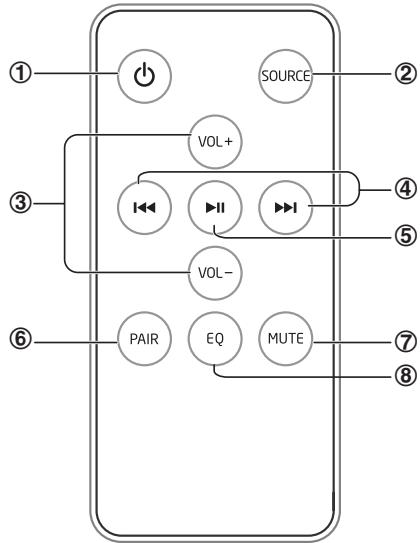 ① SOURCE ②
VOL+
③ ④
⑤
VOL−
⑥ PAIR EQ MUTE ⑦
⑧